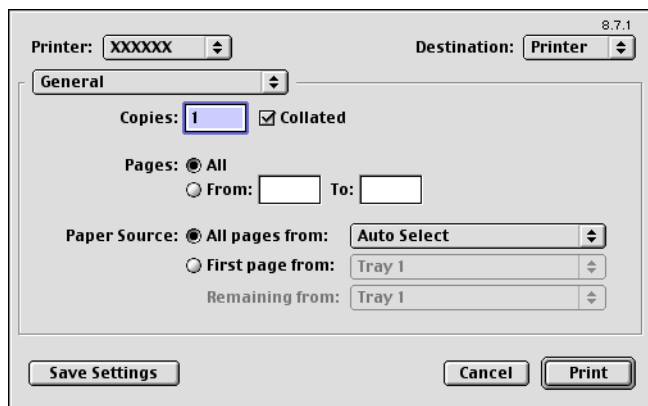 8.7.1
Printer: XXXXXX Destination: Printer
General
Copies: 1 Collated
Pages: All
From: To:
Paper Source: All pages from: Auto Select
First page from: Tray 1
Remaining from: Tray 1
Save Settings Cancel Print